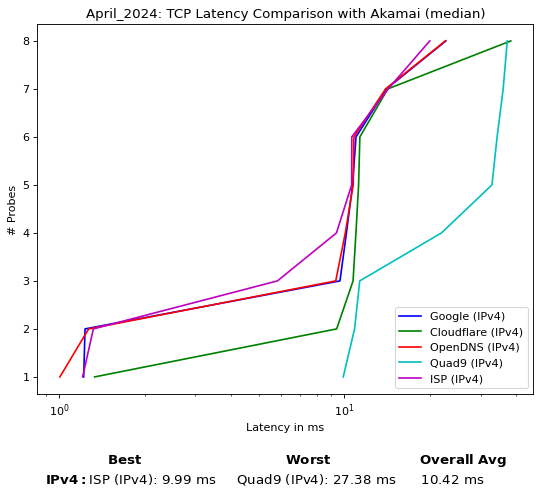 April_2024: TCP Latency Comparison with Akamai (median)
8
7
6
5
4
3
2
1
# Probes
10^0
10^1
Latency in ms
Google (IPv4)
Cloudflare (IPv4)
OpenDNS (IPv4)
Quad9 (IPv4)
ISP (IPv4)
Best Worst Overall Avg
IPv4: ISP (IPv4): 9.99 ms Quad9 (IPv4): 27.38 ms 10.42 ms